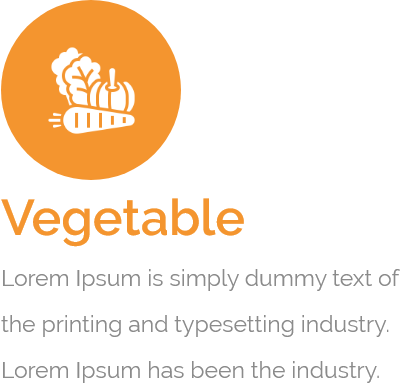 Vegetable
Lorem Ipsum is simply dummy text of
the printing and typesetting industry.
Lorem Ipsum has been the industry.